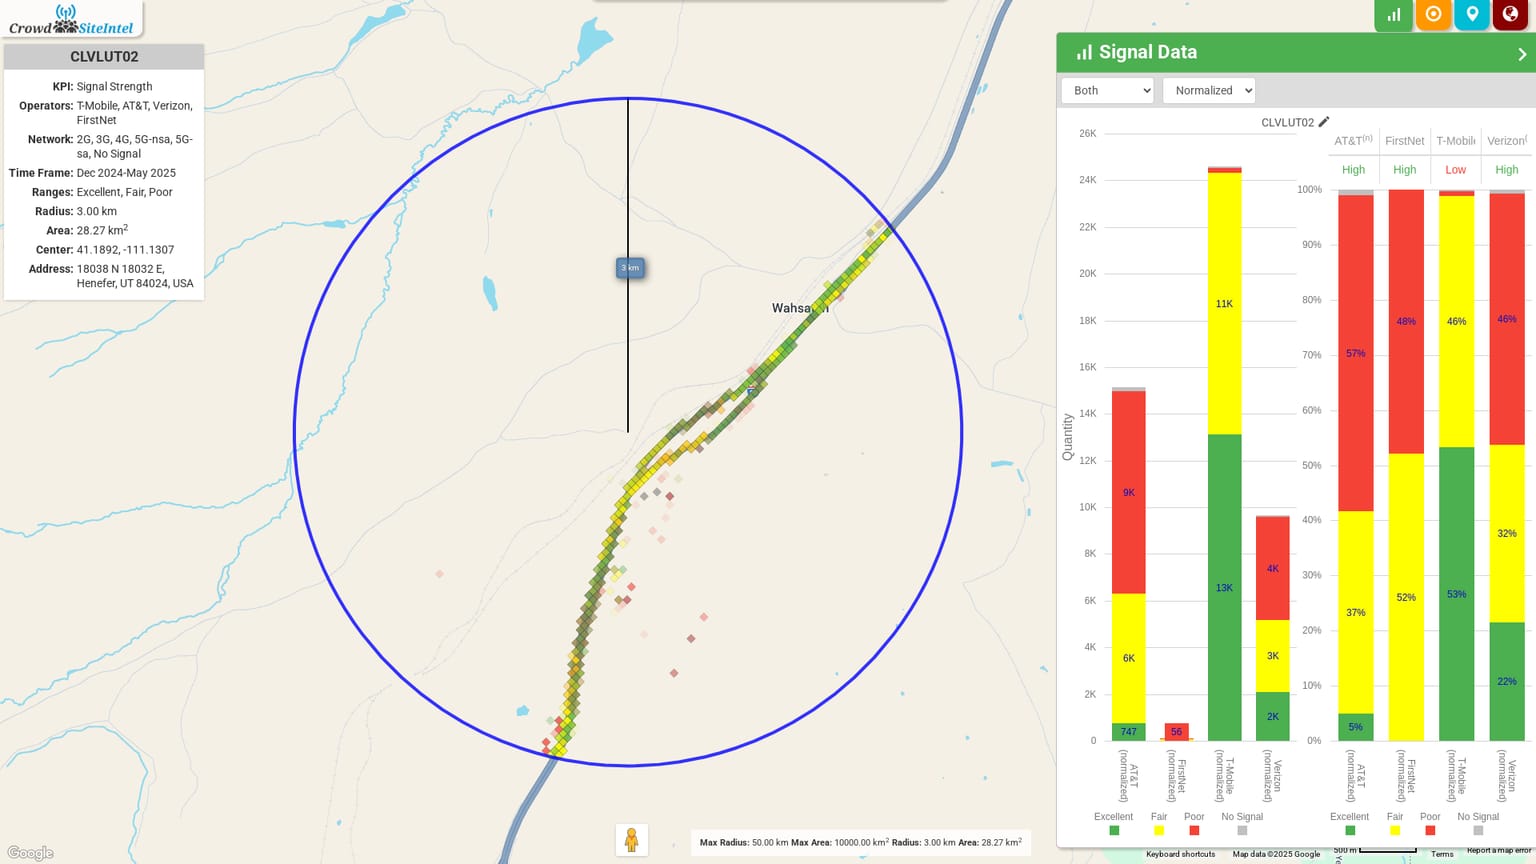 Crowd SiteIntel
CLVLUT02
KPI: Signal Strength
Operators: T-Mobile, AT&T, Verizon,
FirstNet
Network: 2G, 3G, 4G, 5G-nsa, 5G-
sa, No Signal
Time Frame: Dec 2024-May 2025
Ranges: Excellent, Fair, Poor
Radius: 3.00 km
Area: 28.27 km²
Center: 41.1892, -111.1307
Address: 18038 N 18032 E,
Henefer, UT 84024, USA
3 km
Google
Max Radius: 50.00 km Max Area: 10000.00 km² Radius: 3.00 km Area: 28.27 km²
Signal Data
Both Normalized
CLVLUT02
Quantity
26K
24K
22K
20K
18K
16K
14K
12K
10K
8K
6K
4K
2K
0
9K
6K
747
56
11K
13K
4K
3K
2K
AT&T (normalized)
FirstNet (normalized)
T-Mobile (normalized)
Verizon (normalized)
Excellent Fair Poor No Signal
AT&T(n) FirstNet T-Mobile Verizon(
High High Low High
100%
90%
80%
70%
60%
50%
40%
30%
20%
10%
0%
57%
37%
5%
48%
52%
46%
53%
46%
32%
22%
AT&T (normalized)
FirstNet (normalized)
T-Mobile (normalized)
Verizon (normalized)
Excellent Fair Poor No Signal
Keyboard shortcuts Map data ©2025 Google 500 m Terms Report a map error